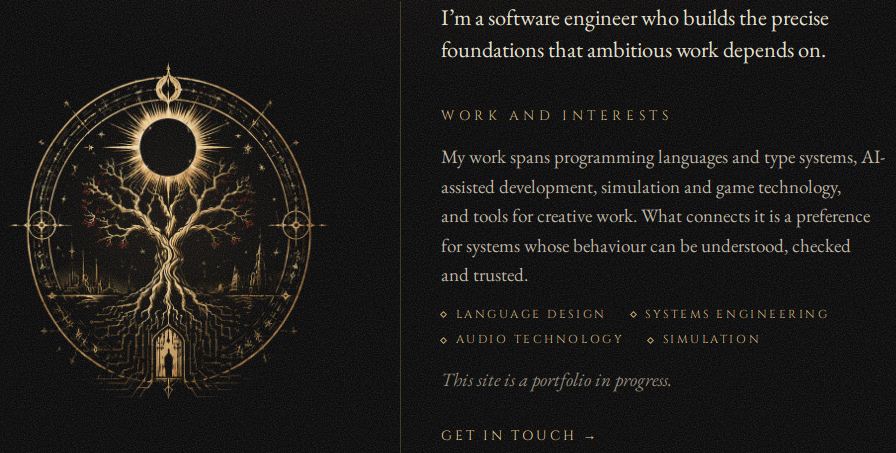 I’m a software engineer who builds the precise
foundations that ambitious work depends on.
WORK AND INTERESTS
My work spans programming languages and type systems, AI-
assisted development, simulation and game technology,
and tools for creative work. What connects it is a preference
for systems whose behaviour can be understood, checked
and trusted.
LANGUAGE DESIGN SYSTEMS ENGINEERING
AUDIO TECHNOLOGY SIMULATION
This site is a portfolio in progress.
GET IN TOUCH →